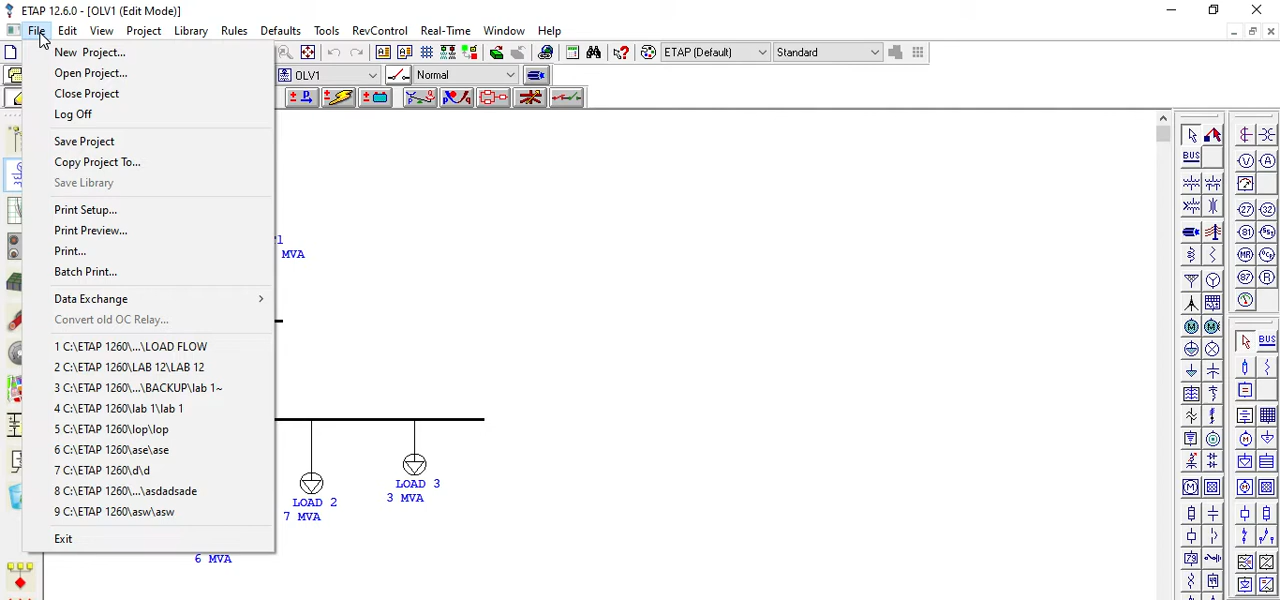 ETAP 12.6.0 - [OLV1 (Edit Mode)]
File Edit View Project Library Rules Defaults Tools RevControl Real-Time Window Help
New Project...
Open Project...
Close Project
Log Off
Save Project
Copy Project To...
Save Library
Print Setup...
Print Preview...
Print...
Batch Print...
Data Exchange
Convert old OC Relay...
1 C:\ETAP 1260\...\LOAD FLOW
2 C:\ETAP 1260\LAB 12\LAB 12
3 C:\ETAP 1260\...\BACKUP\lab 1~
4 C:\ETAP 1260\lab 1\lab 1
5 C:\ETAP 1260\lop\lop
6 C:\ETAP 1260\ase\ase
7 C:\ETAP 1260\d\d
8 C:\ETAP 1260\...\asdadsade
9 C:\ETAP 1260\asw\asw
Exit
ETAP (Default) Standard
OLV1 Normal
MVA
LOAD 2
7 MVA
LOAD 3
3 MVA
6 MVA
BUS
BUS